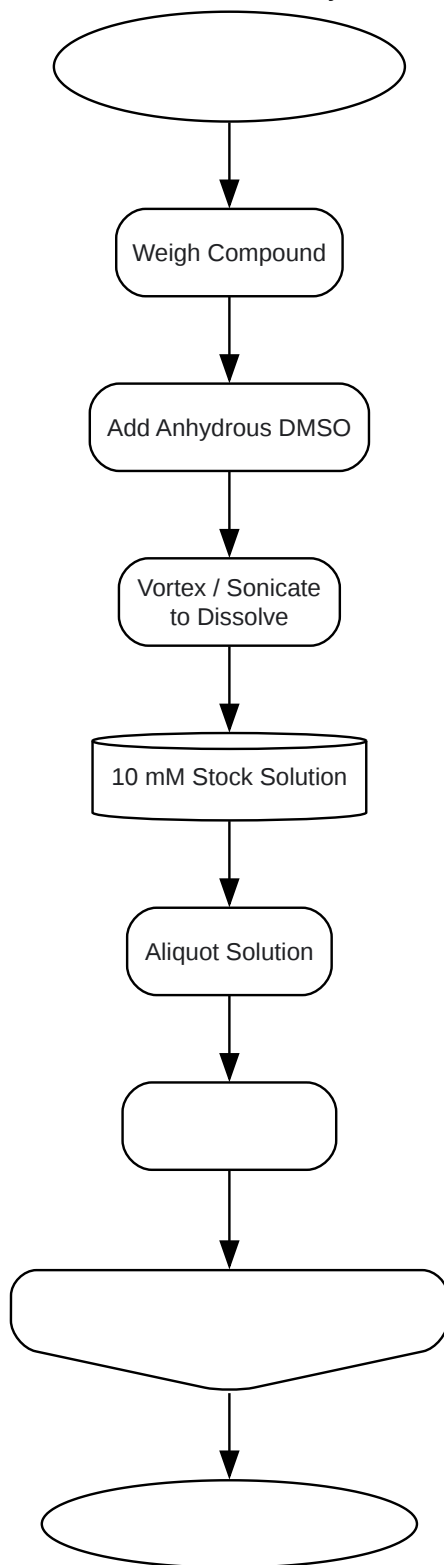 Weigh Compound
Add Anhydrous DMSO
Vortex / Sonicate
to Dissolve
10 mM Stock Solution
Aliquot Solution